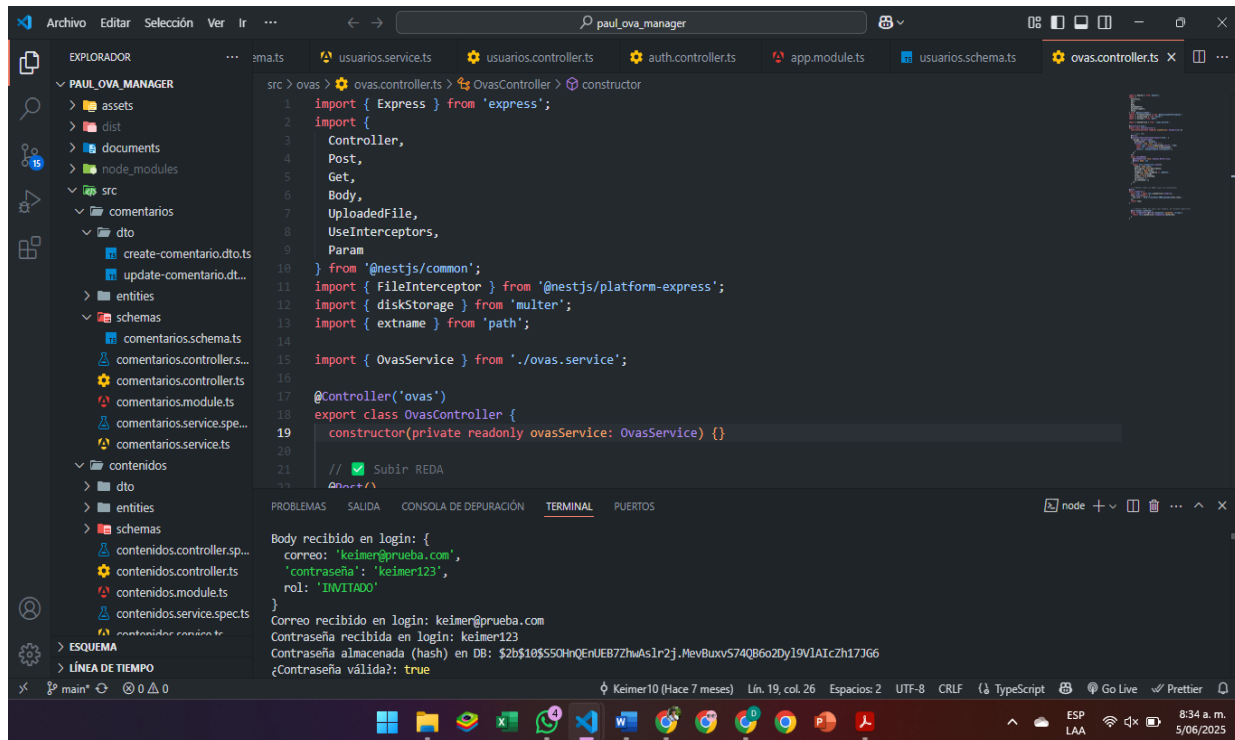 Archivo Editar Selección Ver Ir ··· paul_ova_manager
EXPLORADOR ···
PAUL_OVA_MANAGER
assets
dist
documents
node_modules
src
comentarios
dto
create-comentario.dto.ts
update-comentario.dt...
entities
schemas
comentarios.schema.ts
comentarios.controller.s...
comentarios.controller.ts
comentarios.module.ts
comentarios.service.spe...
comentarios.service.ts
contenidos
dto
entities
schemas
contenidos.controller.sp...
contenidos.controller.ts
contenidos.module.ts
contenidos.service.spec.ts
contenidos.service.ts
ESQUEMA
LÍNEA DE TIEMPO
15
ema.ts usuarios.service.ts usuarios.controller.ts auth.controller.ts app.module.ts usuarios.schema.ts ovas.controller.ts
src > ovas > ovas.controller.ts > OvasController > constructor
1 import { Express } from 'express';
2 import {
3 Controller,
4 Post,
5 Get,
6 Body,
7 UploadedFile,
8 UseInterceptors,
9 Param
10 } from '@nestjs/common';
11 import { FileInterceptor } from '@nestjs/platform-express';
12 import { diskStorage } from 'multer';
13 import { extname } from 'path';
14
15 import { OvasService } from './ovas.service';
16
17 @Controller('ovas')
18 export class OvasController {
19 constructor(private readonly ovasService: OvasService) {}
20
21 // ✅ Subir REDA
22 @Post()
PROBLEMAS SALIDA CONSOLA DE DEPURACIÓN TERMINAL PUERTOS node
Body recibido en login: {
correo: 'keimer@prueba.com',
'contraseña': 'keimer123',
rol: 'INVITADO'
}
Correo recibido en login: keimer@prueba.com
Contraseña recibida en login: keimer123
Contraseña almacenada (hash) en DB: $2b$10$S5OHnQEnUEB7ZhwAslr2j.MevBuxvS74QB6o2Dyl9VlAIcZh17JG6
¿Contraseña válida?: true
main* 0 0 Keimer10 (Hace 7 meses) Lín. 19, col. 26 Espacios: 2 UTF-8 CRLF TypeScript Go Live Prettier
4
ESP
LAA
8:34 a. m.
5/06/2025